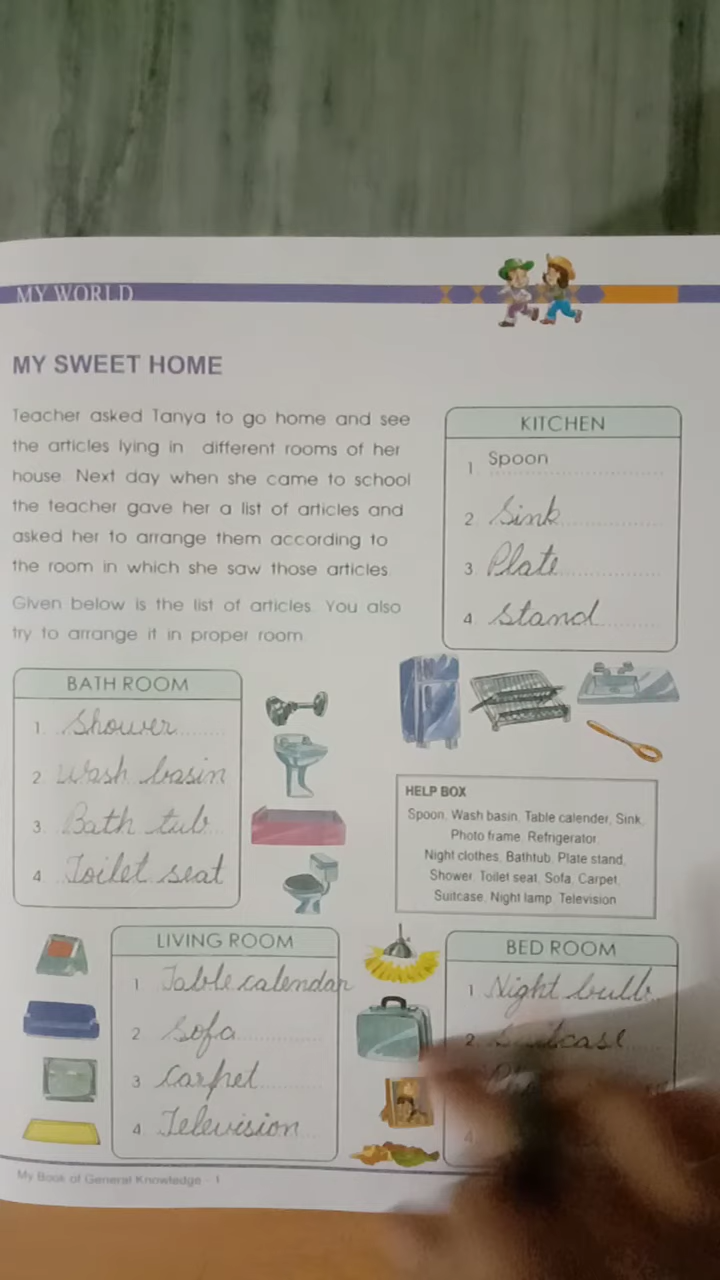 MY WORLD
MY SWEET HOME
Teacher asked Tanya to go home and see
the articles lying in different rooms of her
house. Next day when she came to school
the teacher gave her a list of articles and
asked her to arrange them according to
the room in which she saw those articles.
Given below is the list of articles. You also
try to arrange it in proper room.
KITCHEN
1. Spoon
2. Sink
3. Plate
4. Stand
BATH ROOM
1. Shower
2. Wash basin
3. Bath tub
4. Toilet seat
HELP BOX
Spoon, Wash basin, Table calender, Sink,
Photo frame, Refrigerator,
Night clothes, Bathtub, Plate stand,
Shower, Toilet seat, Sofa, Carpet,
Suitcase, Night lamp, Television
LIVING ROOM
1 Table calendar
2 Sofa
3 Carpet
4 Television
BED ROOM
1. Night bulb
2. Suitcase
4.
My Book of General Knowledge - 1